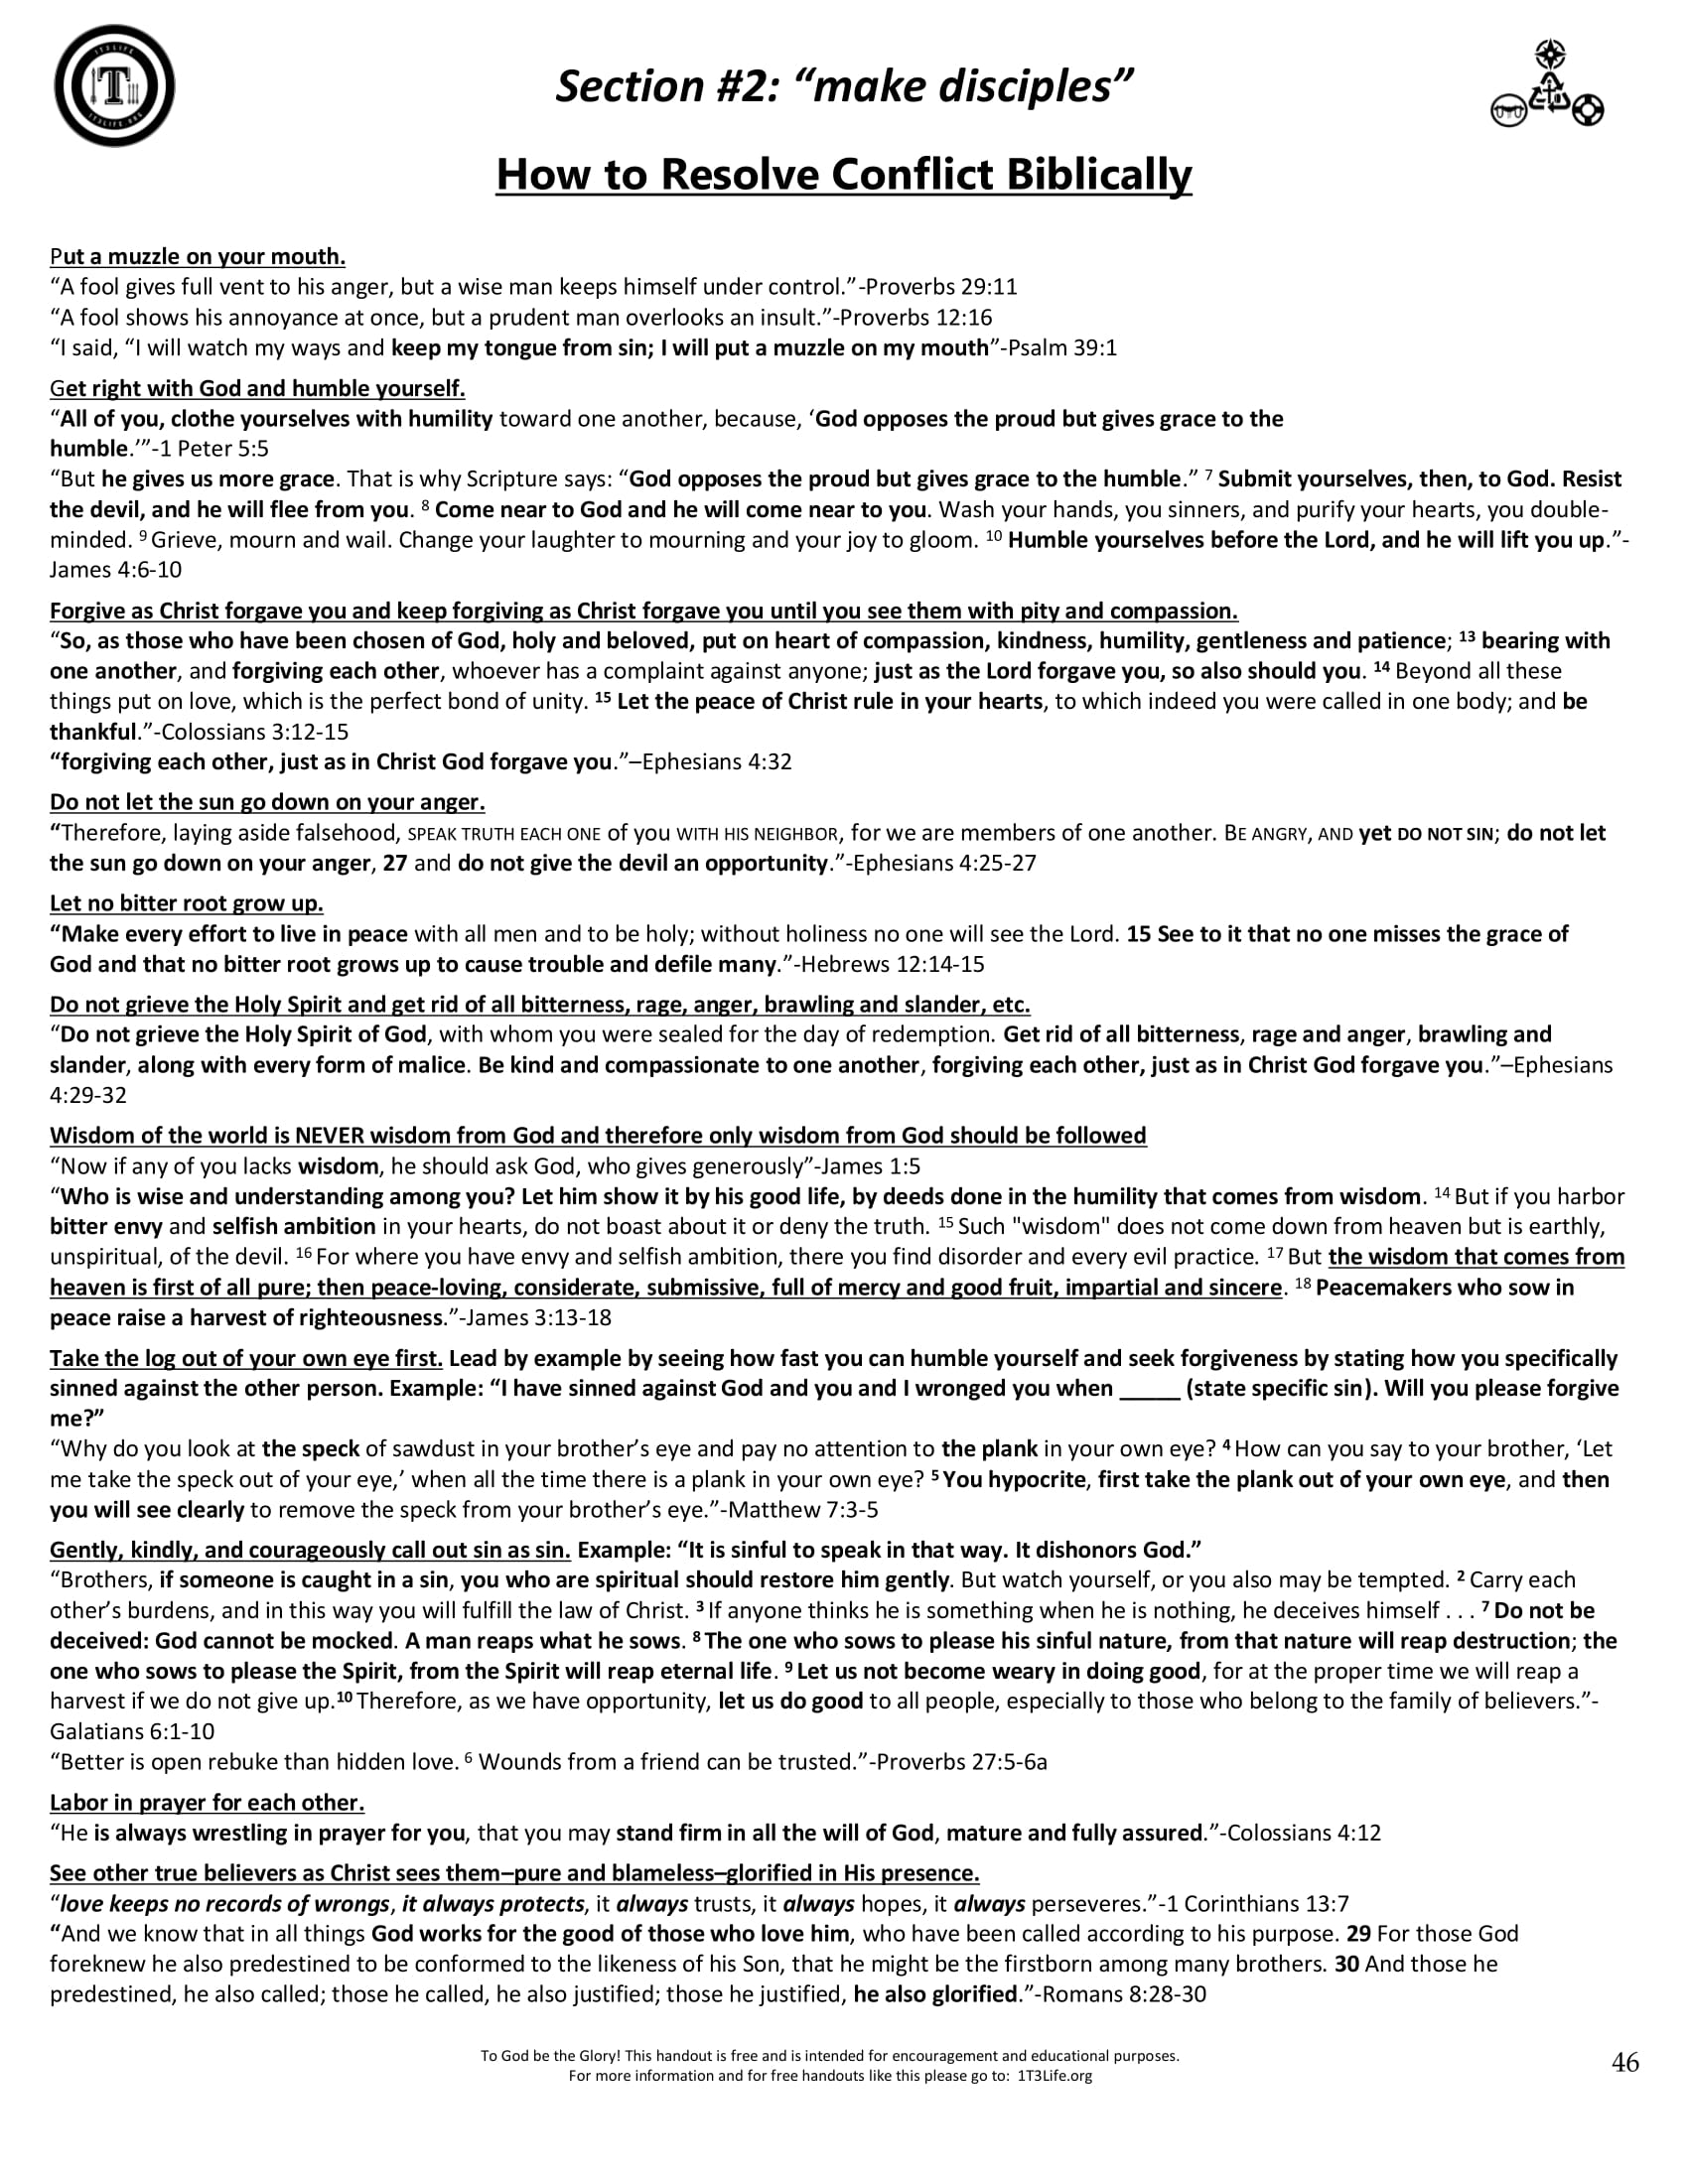 1T3LIFE
T
1T3LIFE.ORG
Section #2: “make disciples”
How to Resolve Conflict Biblically
Put a muzzle on your mouth.
“A fool gives full vent to his anger, but a wise man keeps himself under control.”-Proverbs 29:11
“A fool shows his annoyance at once, but a prudent man overlooks an insult.”-Proverbs 12:16
“I said, “I will watch my ways and keep my tongue from sin; I will put a muzzle on my mouth”-Psalm 39:1
Get right with God and humble yourself.
“All of you, clothe yourselves with humility toward one another, because, ‘God opposes the proud but gives grace to the
humble.’”-1 Peter 5:5
“But he gives us more grace. That is why Scripture says: “God opposes the proud but gives grace to the humble.” 7 Submit yourselves, then, to God. Resist
the devil, and he will flee from you. 8 Come near to God and he will come near to you. Wash your hands, you sinners, and purify your hearts, you double-
minded. 9 Grieve, mourn and wail. Change your laughter to mourning and your joy to gloom. 10 Humble yourselves before the Lord, and he will lift you up.”-
James 4:6-10
Forgive as Christ forgave you and keep forgiving as Christ forgave you until you see them with pity and compassion.
“So, as those who have been chosen of God, holy and beloved, put on heart of compassion, kindness, humility, gentleness and patience; 13 bearing with
one another, and forgiving each other, whoever has a complaint against anyone; just as the Lord forgave you, so also should you. 14 Beyond all these
things put on love, which is the perfect bond of unity. 15 Let the peace of Christ rule in your hearts, to which indeed you were called in one body; and be
thankful.”-Colossians 3:12-15
“forgiving each other, just as in Christ God forgave you.”–Ephesians 4:32
Do not let the sun go down on your anger.
“Therefore, laying aside falsehood, SPEAK TRUTH EACH ONE of you WITH HIS NEIGHBOR, for we are members of one another. BE ANGRY, AND yet DO NOT SIN; do not let
the sun go down on your anger, 27 and do not give the devil an opportunity.”-Ephesians 4:25-27
Let no bitter root grow up.
“Make every effort to live in peace with all men and to be holy; without holiness no one will see the Lord. 15 See to it that no one misses the grace of
God and that no bitter root grows up to cause trouble and defile many.”-Hebrews 12:14-15
Do not grieve the Holy Spirit and get rid of all bitterness, rage, anger, brawling and slander, etc.
“Do not grieve the Holy Spirit of God, with whom you were sealed for the day of redemption. Get rid of all bitterness, rage and anger, brawling and
slander, along with every form of malice. Be kind and compassionate to one another, forgiving each other, just as in Christ God forgave you.”–Ephesians
4:29-32
Wisdom of the world is NEVER wisdom from God and therefore only wisdom from God should be followed
“Now if any of you lacks wisdom, he should ask God, who gives generously”-James 1:5
“Who is wise and understanding among you? Let him show it by his good life, by deeds done in the humility that comes from wisdom. 14 But if you harbor
bitter envy and selfish ambition in your hearts, do not boast about it or deny the truth. 15 Such "wisdom" does not come down from heaven but is earthly,
unspiritual, of the devil. 16 For where you have envy and selfish ambition, there you find disorder and every evil practice. 17 But the wisdom that comes from
heaven is first of all pure; then peace-loving, considerate, submissive, full of mercy and good fruit, impartial and sincere. 18 Peacemakers who sow in
peace raise a harvest of righteousness.”-James 3:13-18
Take the log out of your own eye first. Lead by example by seeing how fast you can humble yourself and seek forgiveness by stating how you specifically
sinned against the other person. Example: “I have sinned against God and you and I wronged you when _____ (state specific sin). Will you please forgive
me?”
“Why do you look at the speck of sawdust in your brother’s eye and pay no attention to the plank in your own eye? 4 How can you say to your brother, ‘Let
me take the speck out of your eye,’ when all the time there is a plank in your own eye? 5 You hypocrite, first take the plank out of your own eye, and then
you will see clearly to remove the speck from your brother’s eye.”-Matthew 7:3-5
Gently, kindly, and courageously call out sin as sin. Example: “It is sinful to speak in that way. It dishonors God.”
“Brothers, if someone is caught in a sin, you who are spiritual should restore him gently. But watch yourself, or you also may be tempted. 2 Carry each
other’s burdens, and in this way you will fulfill the law of Christ. 3 If anyone thinks he is something when he is nothing, he deceives himself . . . 7 Do not be
deceived: God cannot be mocked. A man reaps what he sows. 8 The one who sows to please his sinful nature, from that nature will reap destruction; the
one who sows to please the Spirit, from the Spirit will reap eternal life. 9 Let us not become weary in doing good, for at the proper time we will reap a
harvest if we do not give up.10 Therefore, as we have opportunity, let us do good to all people, especially to those who belong to the family of believers.”-
Galatians 6:1-10
“Better is open rebuke than hidden love. 6 Wounds from a friend can be trusted.”-Proverbs 27:5-6a
Labor in prayer for each other.
“He is always wrestling in prayer for you, that you may stand firm in all the will of God, mature and fully assured.”-Colossians 4:12
See other true believers as Christ sees them–pure and blameless–glorified in His presence.
“love keeps no records of wrongs, it always protects, it always trusts, it always hopes, it always perseveres.”-1 Corinthians 13:7
“And we know that in all things God works for the good of those who love him, who have been called according to his purpose. 29 For those God
foreknew he also predestined to be conformed to the likeness of his Son, that he might be the firstborn among many brothers. 30 And those he
predestined, he also called; those he called, he also justified; those he justified, he also glorified.”-Romans 8:28-30
To God be the Glory! This handout is free and is intended for encouragement and educational purposes.
For more information and for free handouts like this please go to: 1T3Life.org
46